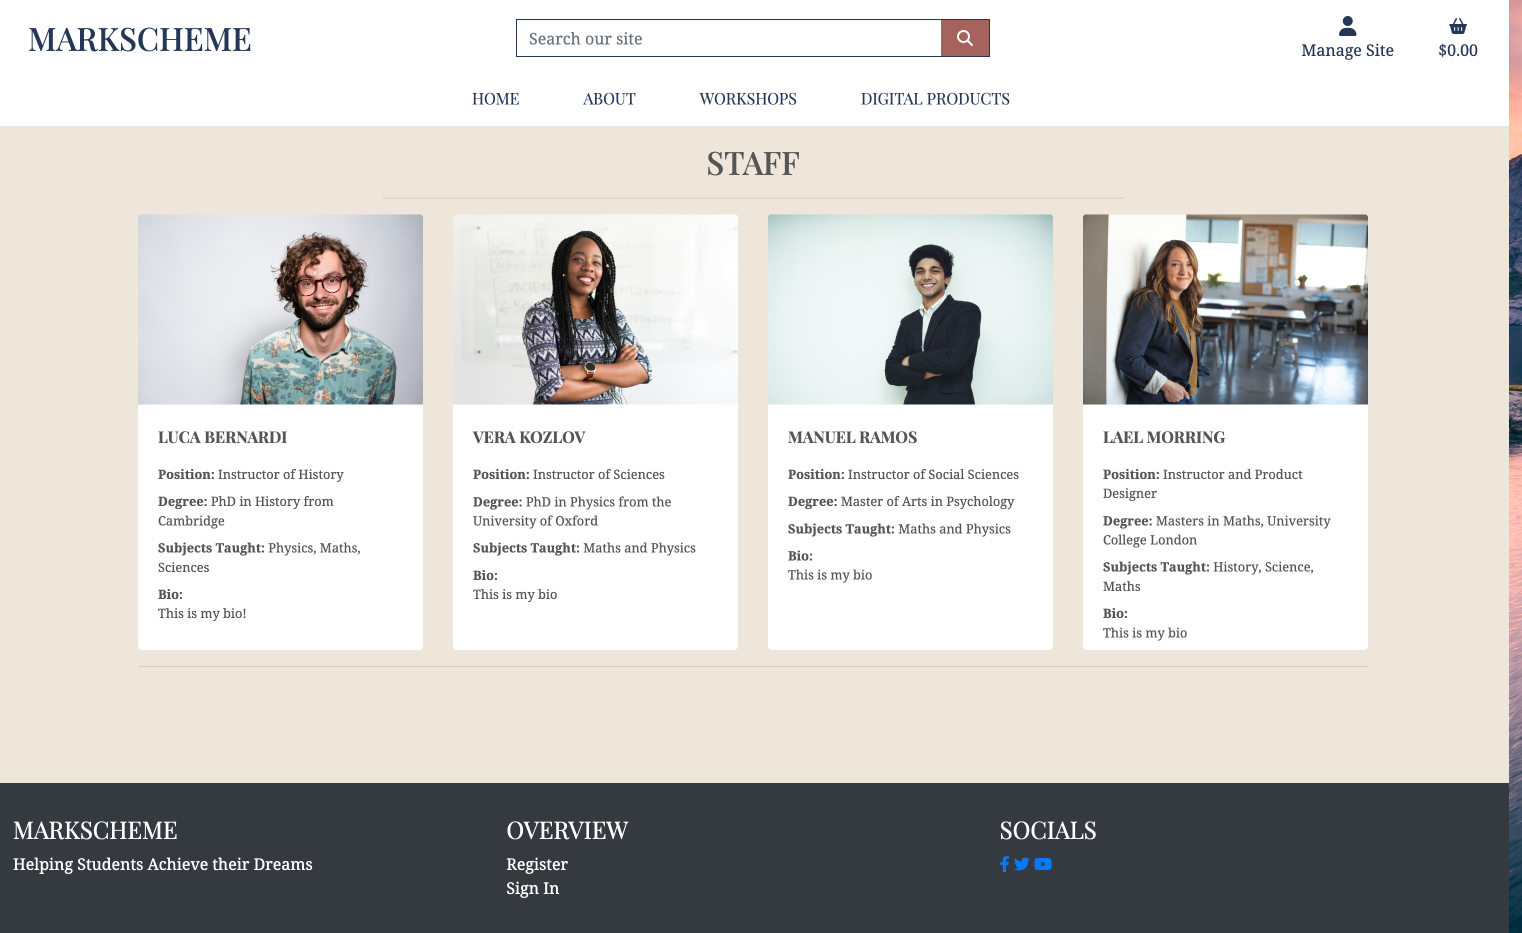 MARKSCHEME
Search our site
Manage Site
$0.00
HOME ABOUT WORKSHOPS DIGITAL PRODUCTS
STAFF
LUCA BERNARDI
Position: Instructor of History
Degree: PhD in History from
Cambridge
Subjects Taught: Physics, Maths,
Sciences
Bio:
This is my bio!
VERA KOZLOV
Position: Instructor of Sciences
Degree: PhD in Physics from the
University of Oxford
Subjects Taught: Maths and Physics
Bio:
This is my bio
MANUEL RAMOS
Position: Instructor of Social Sciences
Degree: Master of Arts in Psychology
Subjects Taught: Maths and Physics
Bio:
This is my bio
LAEL MORRING
Position: Instructor and Product
Designer
Degree: Masters in Maths, University
College London
Subjects Taught: History, Science,
Maths
Bio:
This is my bio
MARKSCHEME
Helping Students Achieve their Dreams
OVERVIEW
Register
Sign In
SOCIALS